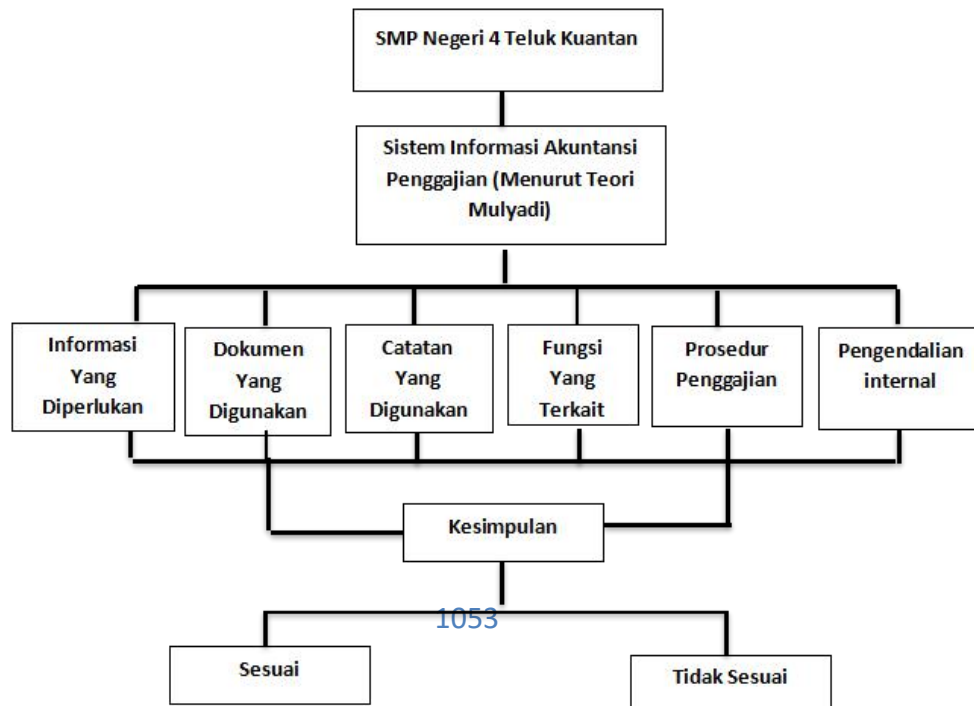 SMP Negeri 4 Teluk Kuantan
Sistem Informasi Akuntansi
Penggajian (Menurut Teori
Mulyadi)
Informasi
Yang
Diperlukan
Dokumen
Yang
Digunakan
Catatan
Yang
Digunakan
Fungsi
Yang
Terkait
Prosedur
Penggajian
Pengendalian
internal
Kesimpulan
1053
Sesuai
Tidak Sesuai